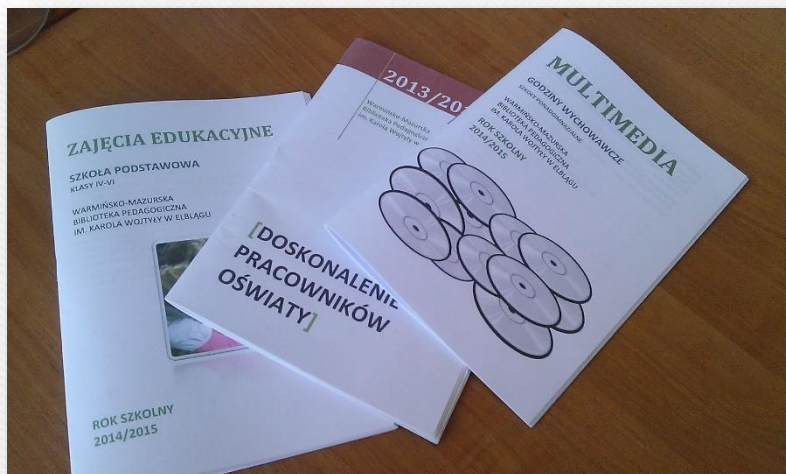 ZAJĘCIA EDUKACYJNE
SZKOŁA PODSTAWOWA
KLASY IV-VI
WARMIŃSKO-MAZURSKA
BIBLIOTEKA PEDAGOGICZNA
IM. KAROLA WOJTYŁY W ELBLĄGU
ROK SZKOLNY
2014/2015
2013/201
Warmińsko-Mazurska
Biblioteka Pedagogicz
im. Karola Wojtyły w
[DOSKONALENIE
PRACOWNIKÓW
OŚWIATY]
MULTIMEDIA
GODZINY WYCHOWAWCZE
SZKOŁY PONADGIMNAZJALNE
WARMIŃSKO-MAZURSKA
BIBLIOTEKA PEDAGOGICZNA
IM. KAROLA WOJTYŁY W ELBLĄGU
ROK SZKOLNY
2014/2015